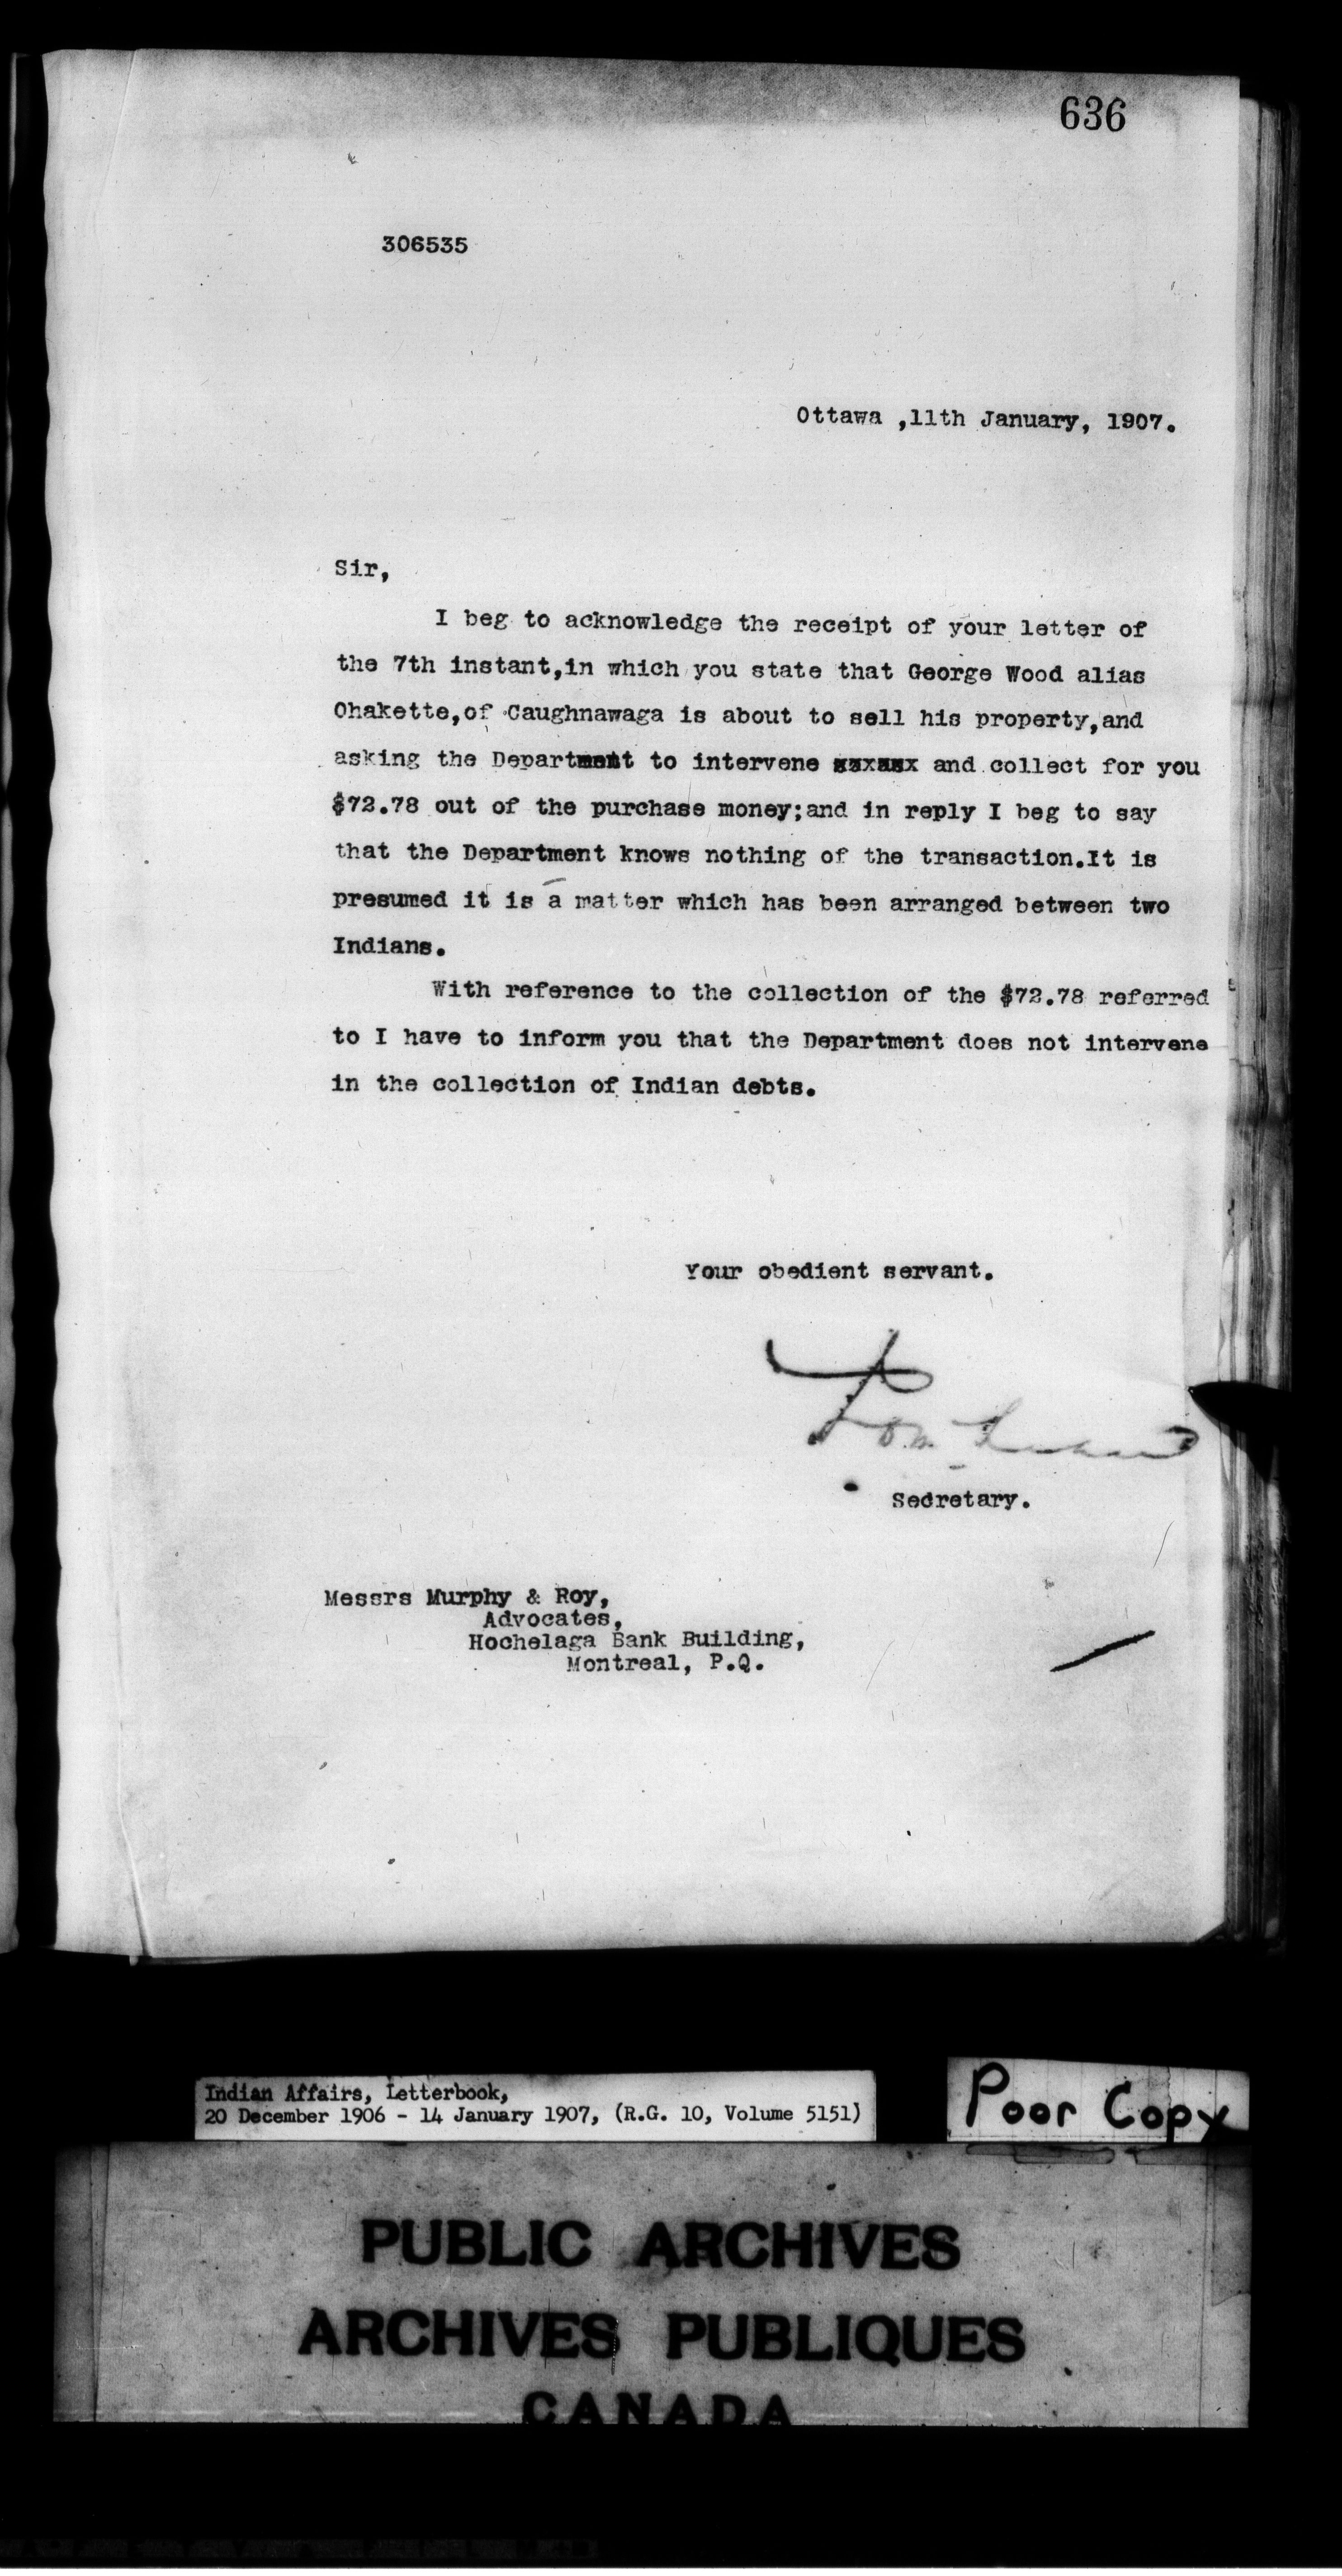 636
306535
Ottawa ,11th January, 1907.
Sir,
I beg to acknowledge the receipt of your letter of
the 7th instant,in which you state that George Wood alias
Ohakette,of Caughnawaga is about to sell his property,and
asking the Department to intervene and collect for you
$72.78 out of the purchase money;and in reply I beg to say
that the Department knows nothing of the transaction.It is
presumed it is a matter which has been arranged between two
Indians.
With reference to the collection of the $72.78 referred
to I have to inform you that the Department does not intervene
in the collection of Indian debts.
Your obedient servant.
Secretary.
Messrs Murphy & Roy,
Advocates,
Hochelaga Bank Building,
Montreal, P.Q.
Indian Affairs, Letterbook,
20 December 1906 - 14 January 1907, (R.G. 10, Volume 5151)
Poor Copy
PUBLIC ARCHIVES
ARCHIVES PUBLIQUES
CANADA